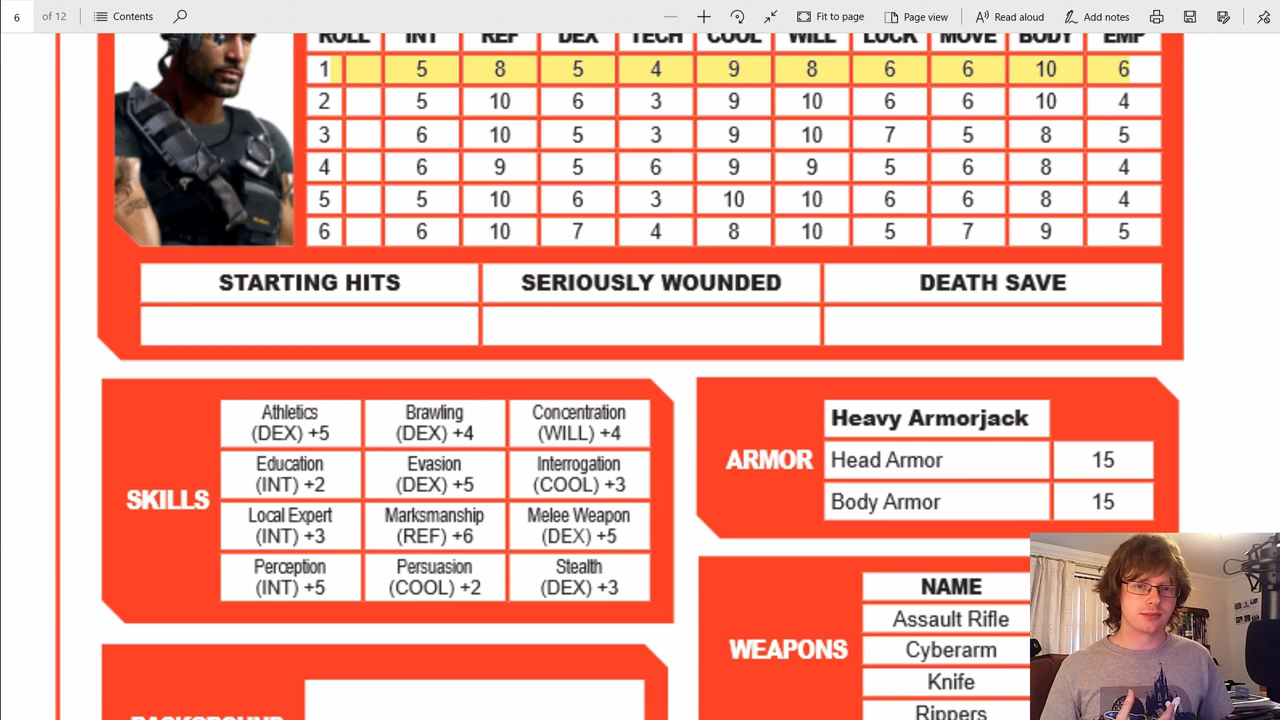 6 of 12 Contents Fit to page Page view Read aloud Add notes
ROLL INT REF DEX TECH COOL WILL LUCK MOVE BODY EMP
1 5 8 5 4 9 8 6 6 10 6
2 5 10 6 3 9 10 6 6 10 4
3 6 10 5 3 9 10 7 5 8 5
4 6 9 5 6 9 9 5 6 8 4
5 5 10 6 3 10 10 6 6 8 4
6 6 10 7 4 8 10 5 7 9 5
STARTING HITS SERIOUSLY WOUNDED DEATH SAVE
SKILLS
Athletics
(DEX) +5
Brawling
(DEX) +4
Concentration
(WILL) +4
Education
(INT) +2
Evasion
(DEX) +5
Interrogation
(COOL) +3
Local Expert
(INT) +3
Marksmanship
(REF) +6
Melee Weapon
(DEX) +5
Perception
(INT) +5
Persuasion
(COOL) +2
Stealth
(DEX) +3
ARMOR
Heavy Armorjack
Head Armor 15
Body Armor 15
WEAPONS
NAME
Assault Rifle
Cyberarm
Knife
Rippers
BACKGROUND